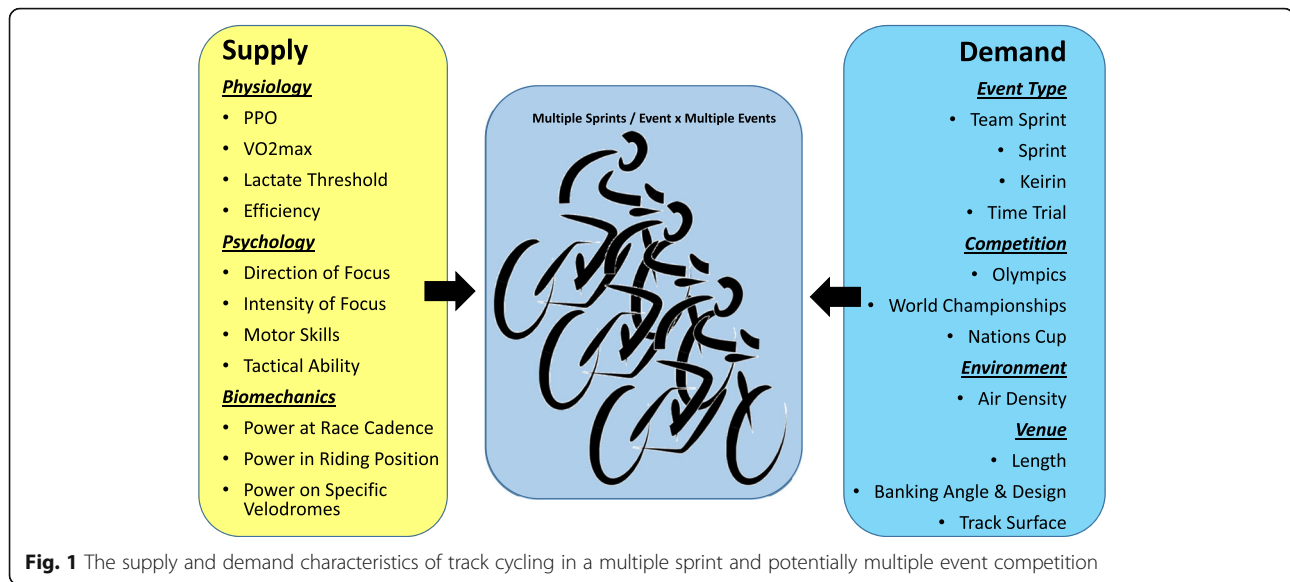 Supply
Physiology
• PPO
• VO2max
• Lactate Threshold
• Efficiency
Psychology
• Direction of Focus
• Intensity of Focus
• Motor Skills
• Tactical Ability
Biomechanics
• Power at Race Cadence
• Power in Riding Position
• Power on Specific
Velodromes
Multiple Sprints / Event x Multiple Events
Demand
Event Type
• Team Sprint
• Sprint
• Keirin
• Time Trial
Competition
• Olympics
• World Championships
• Nations Cup
Environment
• Air Density
Venue
• Length
• Banking Angle & Design
• Track Surface
Fig. 1 The supply and demand characteristics of track cycling in a multiple sprint and potentially multiple event competition